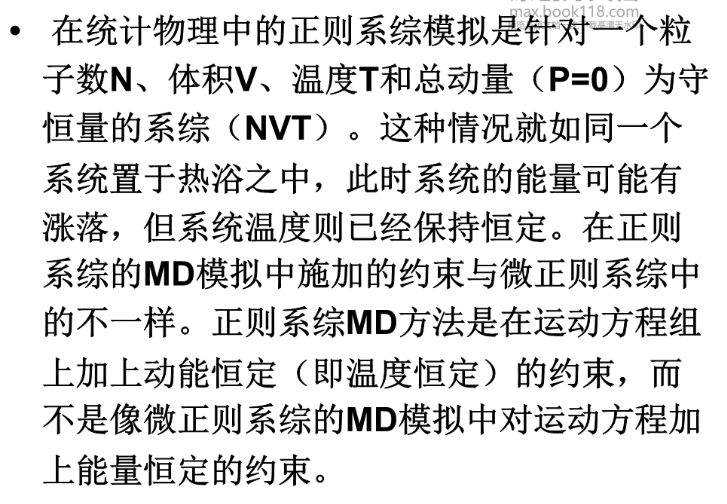 max.book118.com
• 在统计物理中的正则系综模拟是针对一个粒
子数N、体积V、温度T和总动量（P=0）为守
恒量的系综（NVT）。这种情况就如同一个
系统置于热浴之中，此时系统的能量可能有
涨落，但系统温度则已经保持恒定。在正则
系综的MD模拟中施加的约束与微正则系综中
的不一样。正则系综MD方法是在运动方程组
上加上动能恒定（即温度恒定）的约束，而
不是像微正则系综的MD模拟中对运动方程加
上能量恒定的约束。